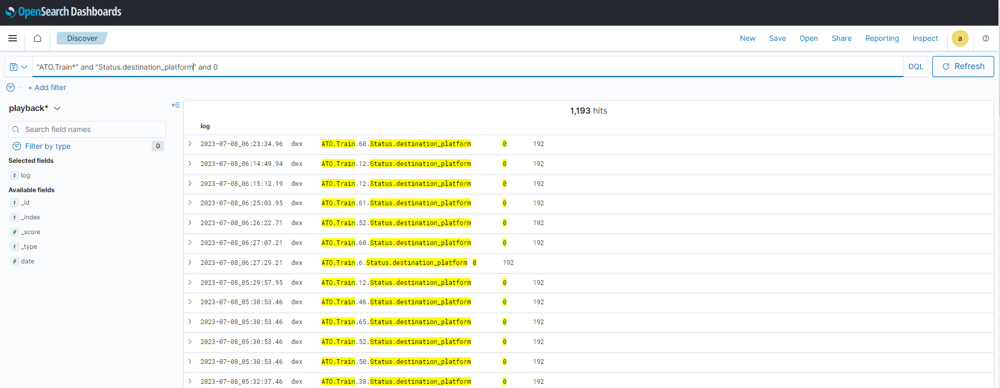 OpenSearch Dashboards
Discover
New Save Open Share Reporting Inspect a
"ATO.Train*" and "Status.destination_platform" and 0 DQL Refresh
+ Add filter
playback*
Search field names
Filter by type 0
Selected fields
t log
Available fields
t _id
t _index
# _score
t _type
# date
1,193 hits
log
2023-07-08_06:23:34.96 dwx ATO.Train.60.Status.destination_platform 0 192
2023-07-08_06:14:49.94 dwx ATO.Train.12.Status.destination_platform 0 192
2023-07-08_06:15:12.19 dwx ATO.Train.12.Status.destination_platform 0 192
2023-07-08_06:25:03.95 dwx ATO.Train.61.Status.destination_platform 0 192
2023-07-08_06:26:22.71 dwx ATO.Train.52.Status.destination_platform 0 192
2023-07-08_06:27:07.21 dwx ATO.Train.60.Status.destination_platform 0 192
2023-07-08_06:27:29.21 dwx ATO.Train.6.Status.destination_platform 0 192
2023-07-08_05:29:57.95 dwx ATO.Train.12.Status.destination_platform 0 192
2023-07-08_05:30:53.46 dwx ATO.Train.46.Status.destination_platform 0 192
2023-07-08_05:30:53.46 dwx ATO.Train.65.Status.destination_platform 0 192
2023-07-08_05:30:53.46 dwx ATO.Train.52.Status.destination_platform 0 192
2023-07-08_05:30:53.46 dwx ATO.Train.50.Status.destination_platform 0 192
2023-07-08_05:32:37.46 dwx ATO.Train.38.Status.destination_platform 0 192